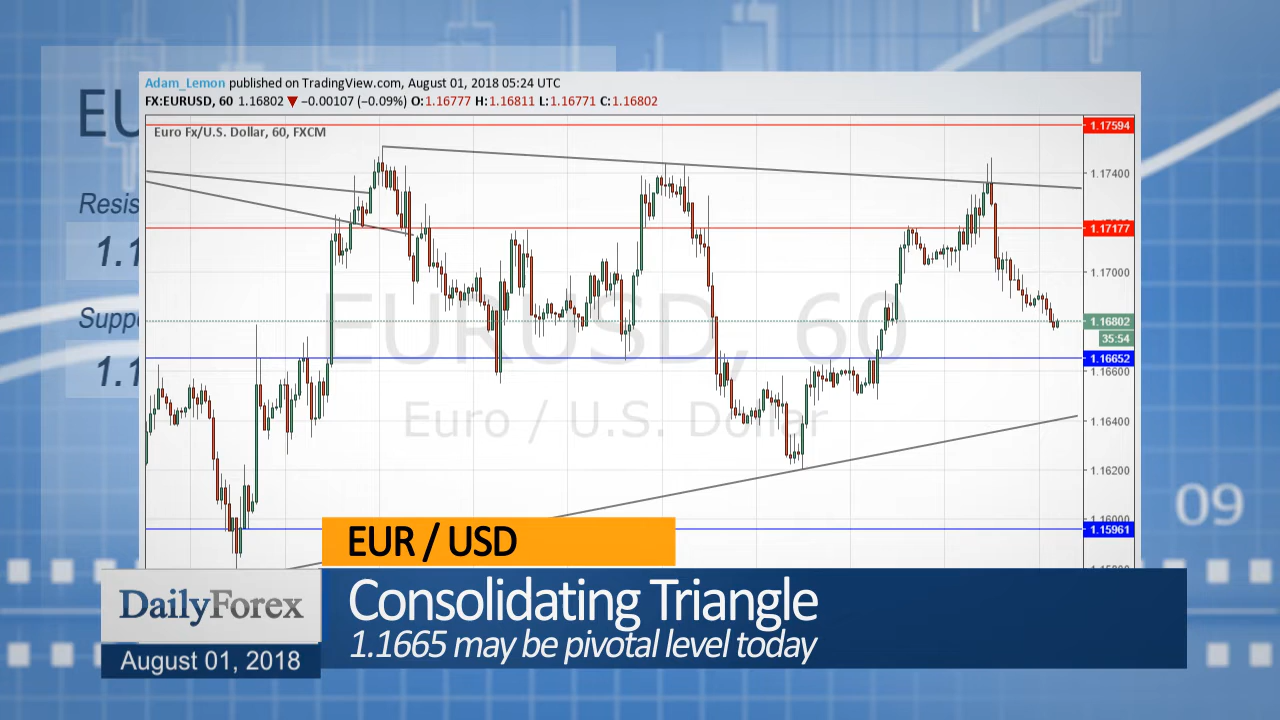 Adam_Lemon published on TradingView.com, August 01, 2018 05:24 UTC
FX:EURUSD, 60 1.16802 ▼ −0.00107 (−0.09%) O:1.16777 H:1.16811 L:1.16771 C:1.16802
Euro Fx/U.S. Dollar, 60, FXCM
EU
Resis
1.1
Suppo
1.1
EURUSD, 60
Euro / U.S. Dollar
1.17594
1.17400
1.17177
1.17000
1.16802
35:54
1.16652
1.16600
1.16400
1.16200
1.16000
1.15961
09
EUR / USD
DailyForex
Consolidating Triangle
1.1665 may be pivotal level today
August 01, 2018